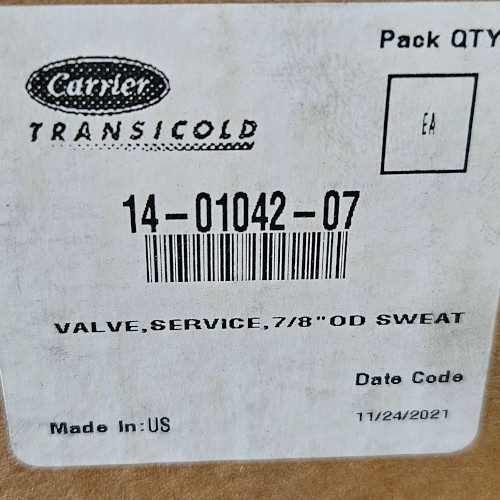 Pack QTY
Carrier
TRANSICOLD
EA
14-01042-07
VALVE,SERVICE,7/8"OD SWEAT
Date Code
11/24/2021
Made In:US